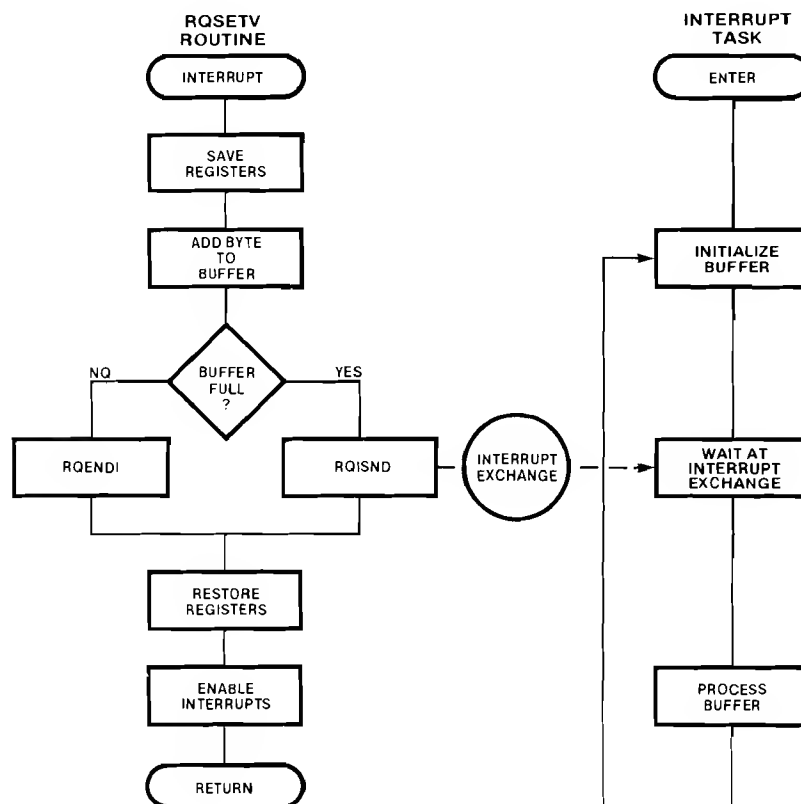 RQSETV
ROUTINE
INTERRUPT
SAVE
REGISTERS
ADD BYTE
TO
BUFFER
BUFFER
FULL
?
NO
YES
RQENDI
RQISND
INTERRUPT
EXCHANGE
RESTORE
REGISTERS
ENABLE
INTERRUPTS
RETURN
INTERRUPT
TASK
ENTER
INITIALIZE
BUFFER
WAIT AT
INTERRUPT
EXCHANGE
PROCESS
BUFFER